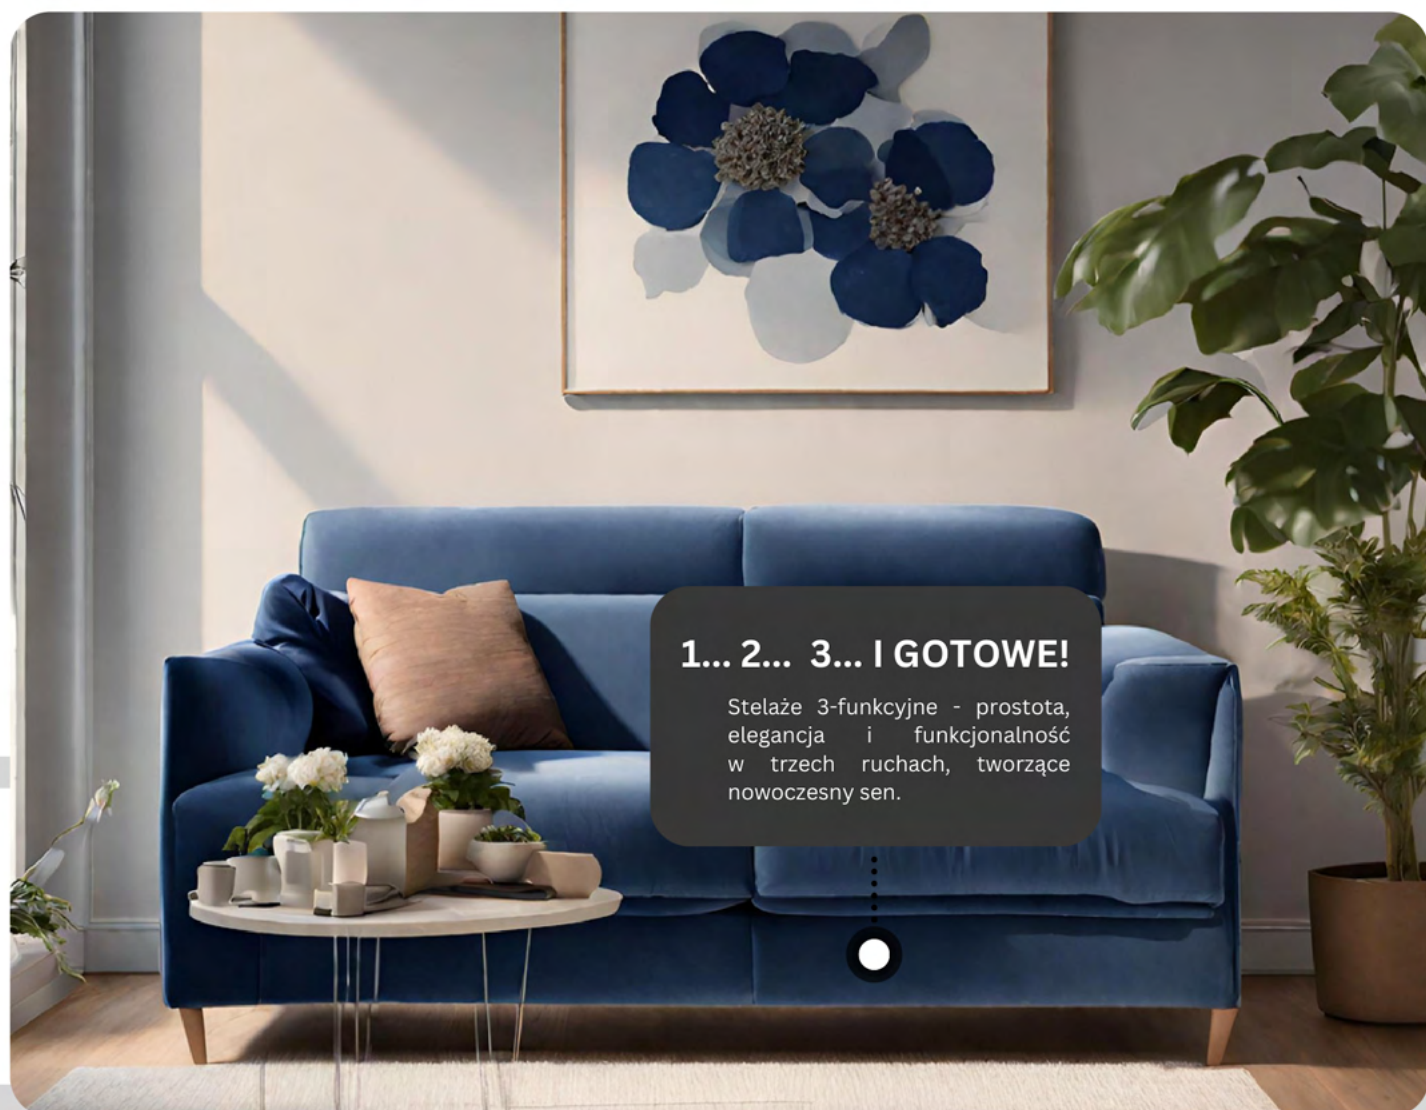 1... 2... 3... I GOTOWE!
Stelaże 3-funkcyjne - prostota,
elegancja i funkcjonalność
w trzech ruchach, tworzące
nowoczesny sen.